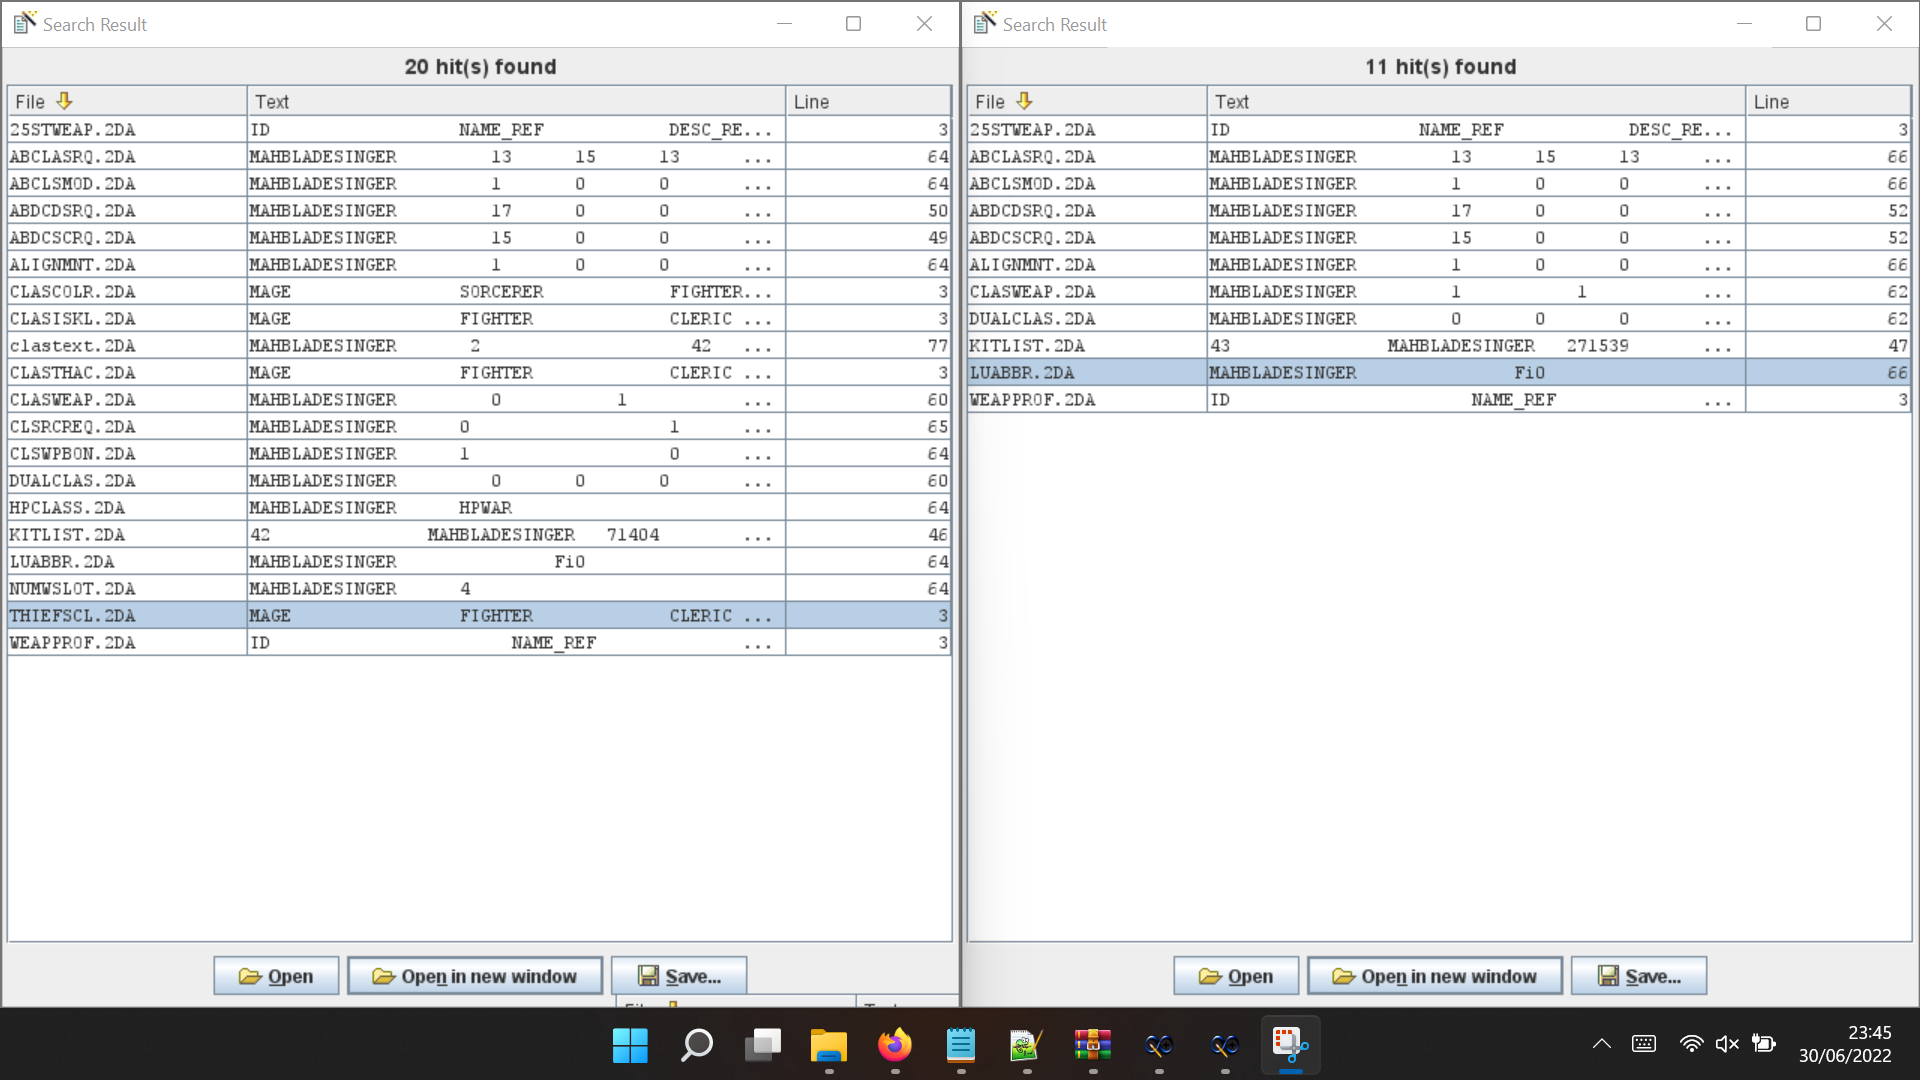 Search Result
20 hit(s) found
File Text Line
25STWEAP.2DA ID NAME_REF DESC_RE... 3
ABCLASRQ.2DA MAHBLADESINGER 13 15 13 ... 64
ABCLSMOD.2DA MAHBLADESINGER 1 0 0 ... 64
ABDCDSRQ.2DA MAHBLADESINGER 17 0 0 ... 50
ABDCSCRQ.2DA MAHBLADESINGER 15 0 0 ... 49
ALIGNMNT.2DA MAHBLADESINGER 1 0 0 ... 64
CLASCOLR.2DA MAGE SORCERER FIGHTER... 3
CLASISKL.2DA MAGE FIGHTER CLERIC ... 3
clastext.2DA MAHBLADESINGER 2 42 ... 77
CLASTHAC.2DA MAGE FIGHTER CLERIC ... 3
CLASWEAP.2DA MAHBLADESINGER 0 1 ... 60
CLSRCREQ.2DA MAHBLADESINGER 0 1 ... 65
CLSWPBON.2DA MAHBLADESINGER 1 0 ... 64
DUALCLAS.2DA MAHBLADESINGER 0 0 0 ... 60
HPCLASS.2DA MAHBLADESINGER HPWAR 64
KITLIST.2DA 42 MAHBLADESINGER 71404 ... 46
LUABBR.2DA MAHBLADESINGER Fi0 64
NUMWSLOT.2DA MAHBLADESINGER 4 64
THIEFSCL.2DA MAGE FIGHTER CLERIC ... 3
WEAPPROF.2DA ID NAME_REF ... 3
Open Open in new window Save...
Search Result
11 hit(s) found
File Text Line
25STWEAP.2DA ID NAME_REF DESC_RE... 3
ABCLASRQ.2DA MAHBLADESINGER 13 15 13 ... 66
ABCLSMOD.2DA MAHBLADESINGER 1 0 0 ... 66
ABDCDSRQ.2DA MAHBLADESINGER 17 0 0 ... 52
ABDCSCRQ.2DA MAHBLADESINGER 15 0 0 ... 52
ALIGNMNT.2DA MAHBLADESINGER 1 0 0 ... 66
CLASWEAP.2DA MAHBLADESINGER 1 1 ... 62
DUALCLAS.2DA MAHBLADESINGER 0 0 0 ... 62
KITLIST.2DA 43 MAHBLADESINGER 271539 ... 47
LUABBR.2DA MAHBLADESINGER Fi0 66
WEAPPROF.2DA ID NAME_REF ... 3
Open Open in new window Save...
23:45
30/06/2022